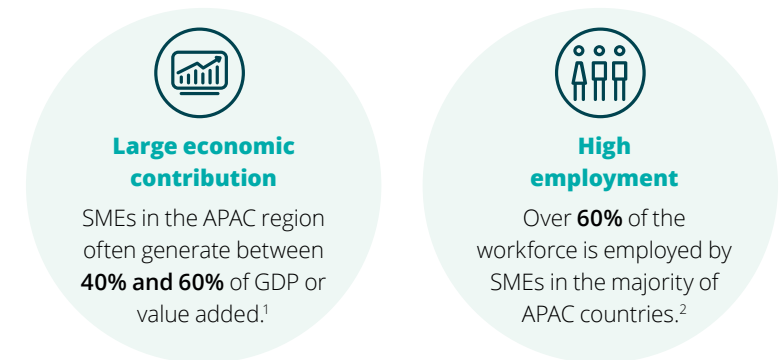 Large economic
contribution
SMEs in the APAC region
often generate between
40% and 60% of GDP or
value added.¹
High
employment
Over 60% of the
workforce is employed by
SMEs in the majority of
APAC countries.²